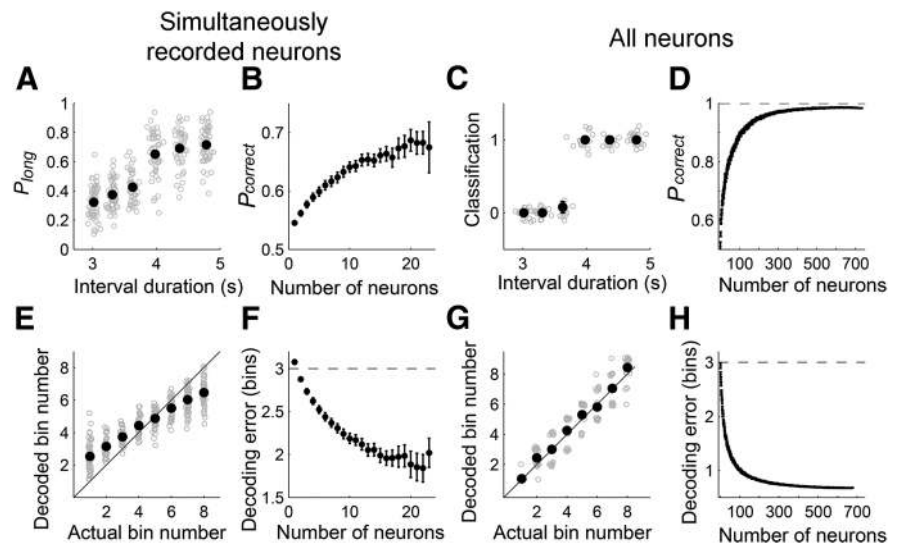 Simultaneously
recorded neurons
All neurons
A
B
C
D
P_long
1
0.8
0.6
0.4
0.2
0
3
4
5
Interval duration (s)
P_correct
0.7
0.6
0.5
0
10
20
Number of neurons
Classification
1
0
3
4
5
Interval duration (s)
P_correct
1
0.8
0.6
100
300
500
700
Number of neurons
E
F
G
H
Decoded bin number
8
6
4
2
2
4
6
8
Actual bin number
Decoding error (bins)
3
2.5
2
1.5
0
10
20
Number of neurons
Decoded bin number
8
6
4
2
0
2
4
6
8
Actual bin number
Decoding error (bins)
3
2
1
100
300
500
700
Number of neurons